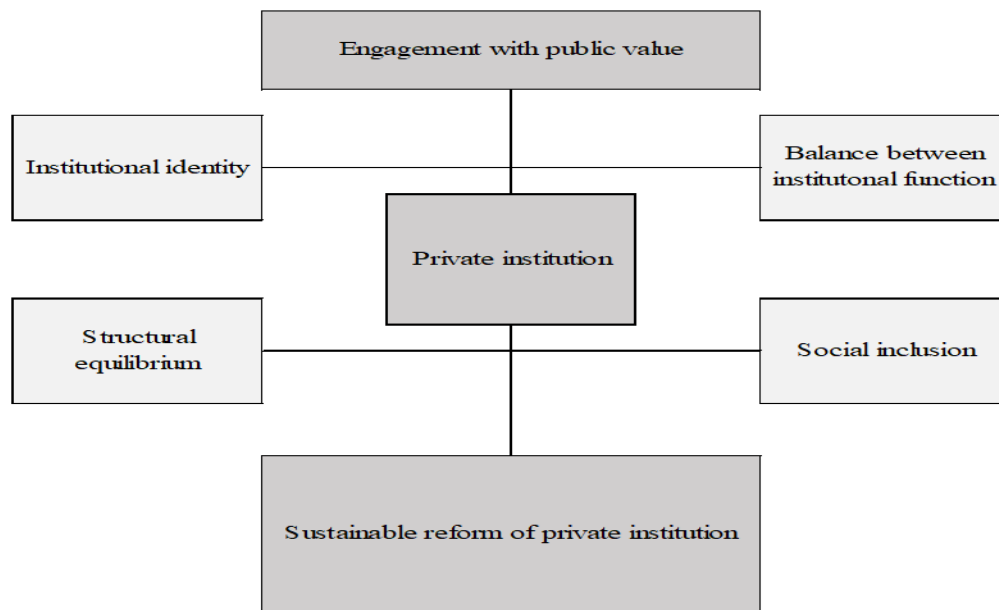 Engagement with public value
Institutional identity
Balance between
institutonal function
Private institution
Structural
equilibrium
Social inclusion
Sustainable reform of private institution